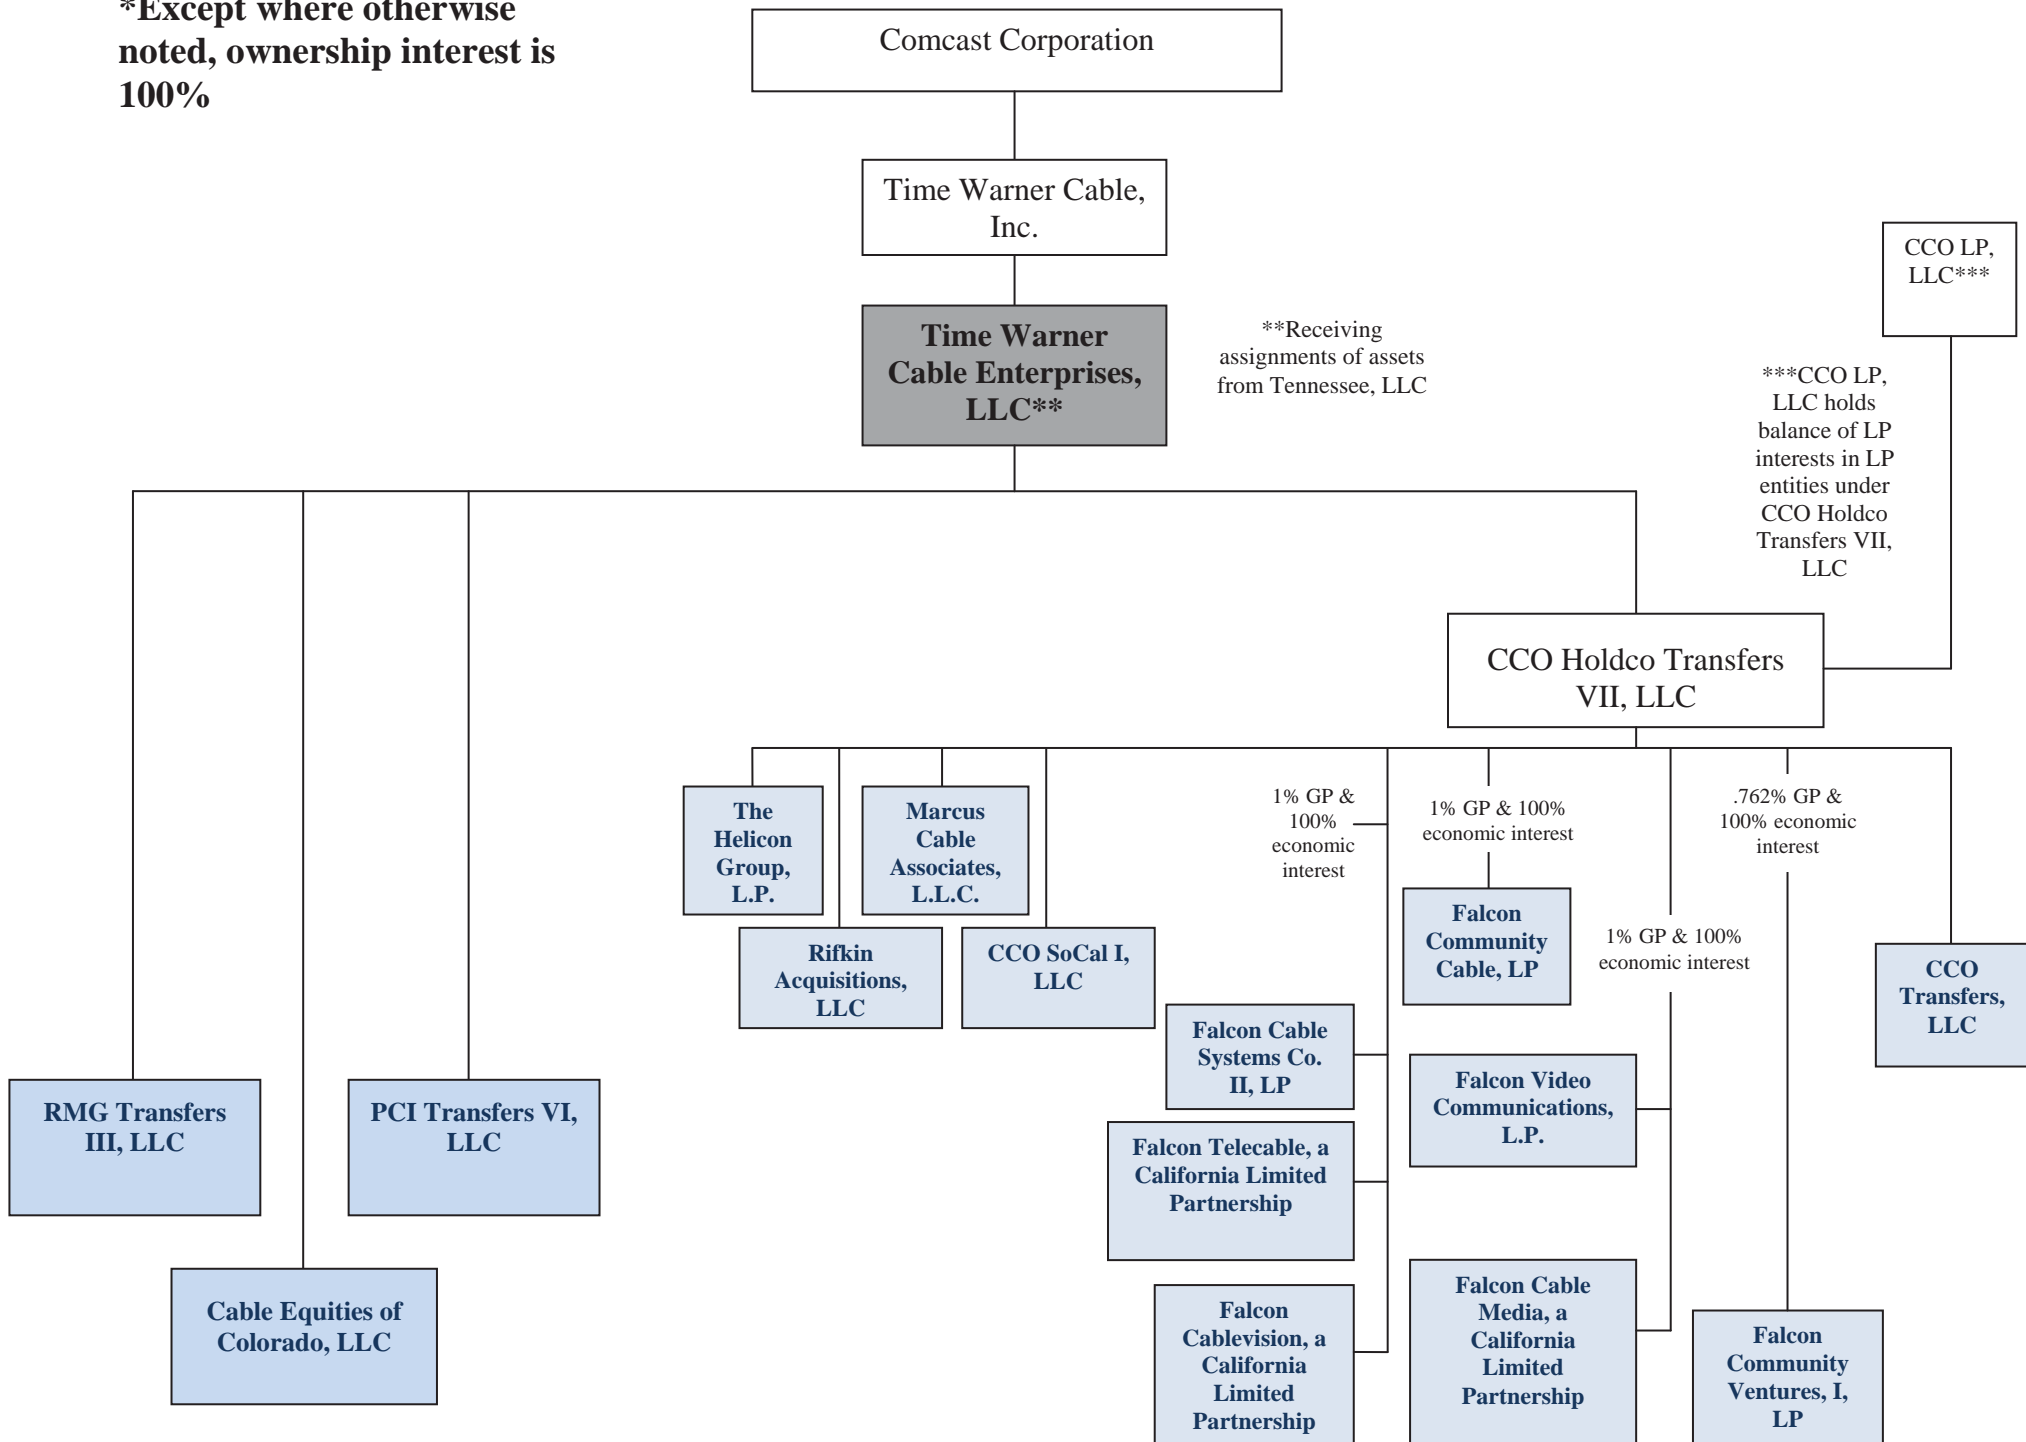 *Except where otherwise
noted, ownership interest is
100%
Comcast Corporation
Time Warner Cable,
Inc.
CCO LP,
LLC***
Time Warner
Cable Enterprises,
LLC**
**Receiving
assignments of assets
from Tennessee, LLC
***CCO LP,
LLC holds
balance of LP
interests in LP
entities under
CCO Holdco
Transfers VII,
LLC
CCO Holdco Transfers
VII, LLC
The
Helicon
Group,
L.P.
Marcus
Cable
Associates,
L.L.C.
1% GP &
100%
economic
interest
1% GP & 100%
economic interest
.762% GP &
100% economic
interest
Rifkin
Acquisitions,
LLC
CCO SoCal I,
LLC
Falcon
Community
Cable, LP
1% GP & 100%
economic interest
CCO
Transfers,
LLC
Falcon Cable
Systems Co.
II, LP
Falcon Video
Communications,
L.P.
RMG Transfers
III, LLC
PCI Transfers VI,
LLC
Falcon Telecable, a
California Limited
Partnership
Cable Equities of
Colorado, LLC
Falcon
Cablevision, a
California
Limited
Partnership
Falcon Cable
Media, a
California
Limited
Partnership
Falcon
Community
Ventures, I,
LP